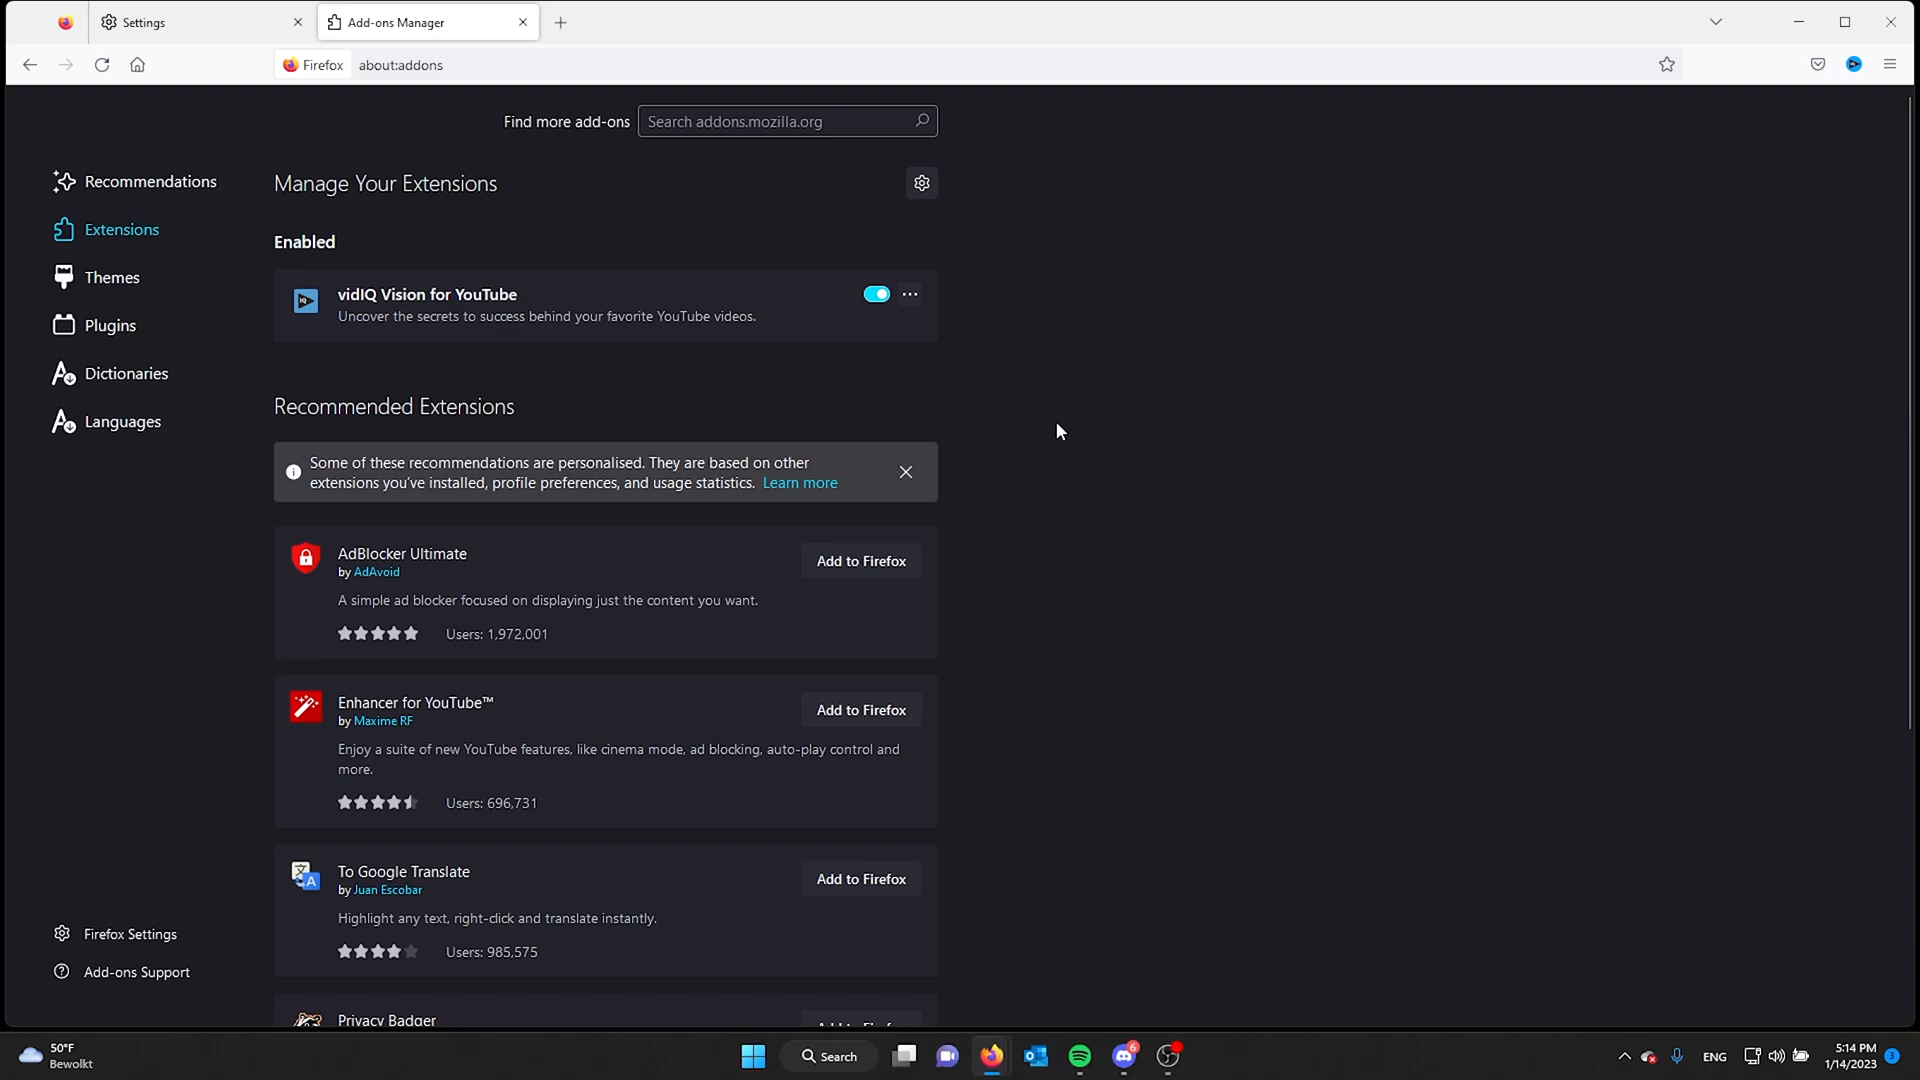 Settings
Add-ons Manager
Firefox
about:addons
Find more add-ons
Search addons.mozilla.org
Recommendations
Extensions
Themes
Plugins
Dictionaries
Languages
Manage Your Extensions
Enabled
vidIQ Vision for YouTube
Uncover the secrets to success behind your favorite YouTube videos.
Recommended Extensions
Some of these recommendations are personalised. They are based on other
extensions you've installed, profile preferences, and usage statistics. Learn more
AdBlocker Ultimate
by AdAvoid
A simple ad blocker focused on displaying just the content you want.
Users: 1,972,001
Add to Firefox
Enhancer for YouTube™
by Maxime RF
Enjoy a suite of new YouTube features, like cinema mode, ad blocking, auto-play control and
more.
Users: 696,731
Add to Firefox
To Google Translate
by Juan Escobar
Highlight any text, right-click and translate instantly.
Users: 985,575
Add to Firefox
Privacy Badger
Add to Firefox
Firefox Settings
Add-ons Support
50°F
Bewolkt
Search
6
ENG
5:14 PM
1/14/2023
3